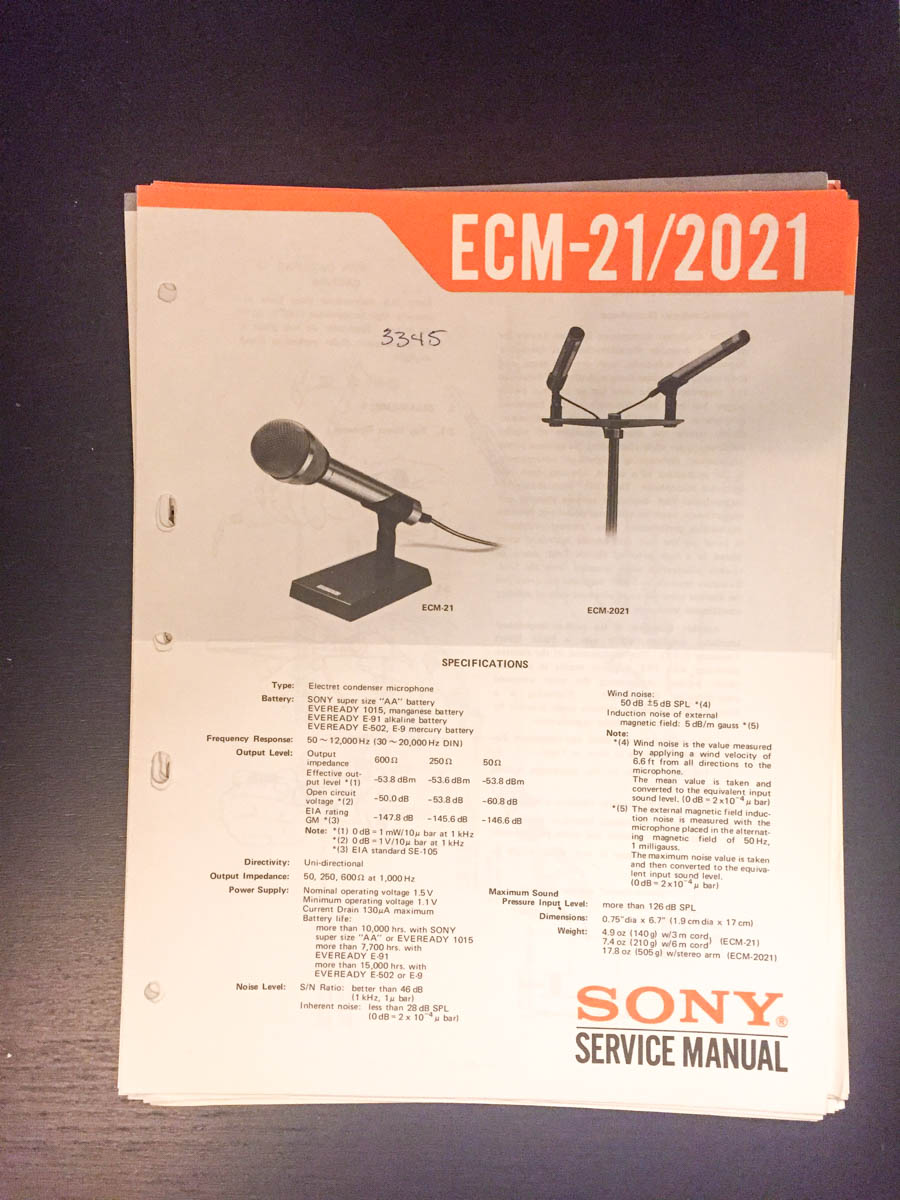 ECM-21/2021
3345
ECM-21
ECM-2021
SPECIFICATIONS
Type: Electret condenser microphone
Battery: SONY super size "AA" battery
EVEREADY 1015, manganese battery
EVEREADY E-91 alkaline battery
EVEREADY E-502, E-9 mercury battery
Frequency Response: 50 ~ 12,000 Hz (30 ~ 20,000 Hz DIN)
Output Level: Output
impedance 600Ω 250Ω 50Ω
Effective out-
put level *(1) -53.8 dBm -53.6 dBm -53.8 dBm
Open circuit
voltage *(2) -50.0 dB -53.8 dB -60.8 dB
EIA rating
GM *(3) -147.8 dB -145.6 dB -146.6 dB
Note: *(1) 0 dB = 1 mW/10μ bar at 1 kHz
*(2) 0 dB = 1 V/10μ bar at 1 kHz
*(3) EIA standard SE-105
Directivity: Uni-directional
Output Impedance: 50, 250, 600Ω at 1,000 Hz
Power Supply: Nominal operating voltage 1.5 V
Minimum operating voltage 1.1 V
Current Drain 130μA maximum
Battery life:
more than 10,000 hrs. with SONY
super size "AA" or EVEREADY 1015
more than 7,700 hrs. with
EVEREADY E-91
more than 15,000 hrs. with
EVEREADY E-502 or E-9
Noise Level: S/N Ratio: better than 46 dB
(1 kHz, 1μ bar)
Inherent noise: less than 28 dB SPL
(0 dB = 2 x 10⁻⁴ μ bar)
Wind noise:
50 dB ±5 dB SPL *(4)
Induction noise of external
magnetic field: 5 dB/m gauss *(5)
Note:
*(4) Wind noise is the value measured
by applying a wind velocity of
6.6 ft from all directions to the
microphone.
The mean value is taken and
converted to the equivalent input
sound level. (0 dB = 2x10⁻⁴ μ bar)
*(5) The external magnetic field induc-
tion noise is measured with the
microphone placed in the alternat-
ing magnetic field of 50 Hz,
1 milligauss.
The maximum noise value is taken
and then converted to the equiva-
lent input sound level.
(0 dB = 2x10⁻⁴ μ bar)
Maximum Sound
Pressure Input Level: more than 126 dB SPL
Dimensions: 0.75" dia x 6.7" (1.9 cm dia x 17 cm)
Weight: 4.9 oz (140 g) w/3 m cord
7.4 oz (210 g) w/6 m cord) (ECM-21)
17.8 oz (505 g) w/stereo arm (ECM-2021)
SONY®
SERVICE MANUAL